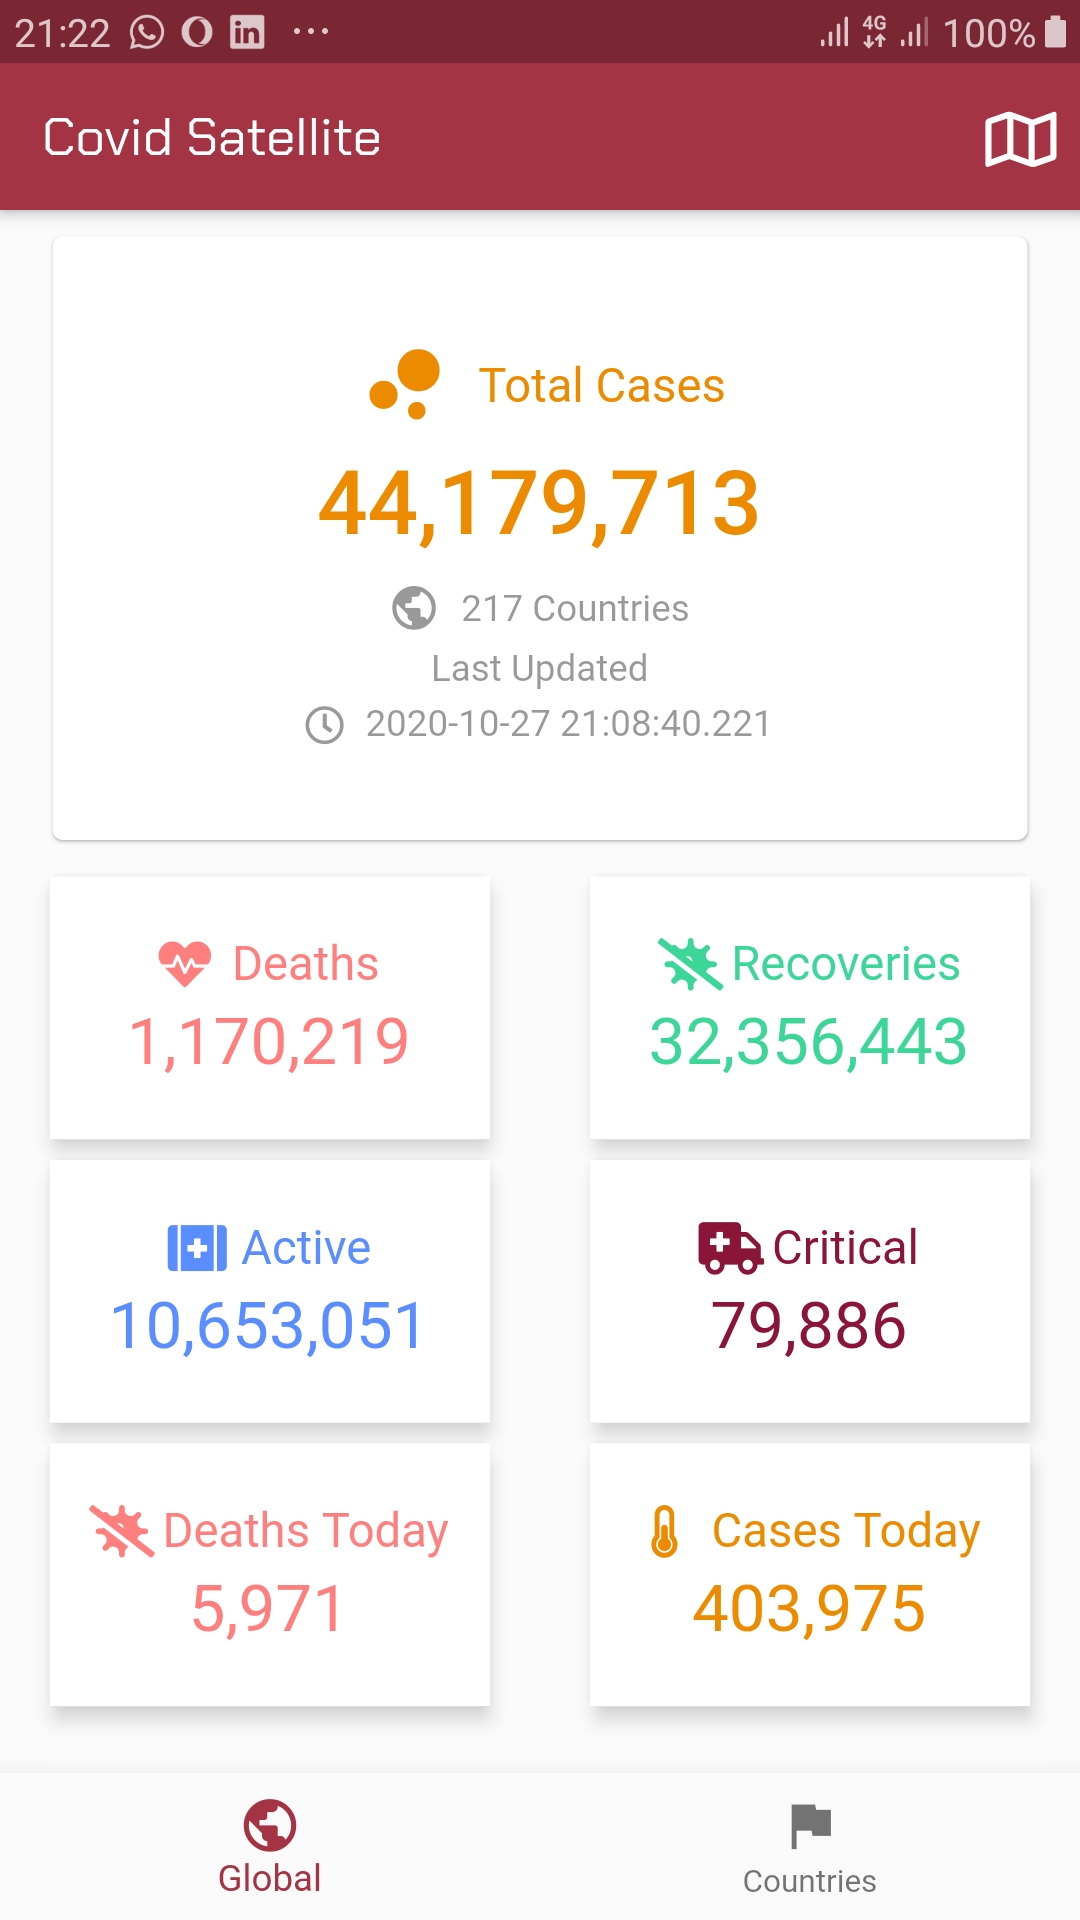 21:22 in ... 4G 100%
Covid Satellite
Total Cases
44,179,713
217 Countries
Last Updated
2020-10-27 21:08:40.221
Deaths
1,170,219
Recoveries
32,356,443
Active
10,653,051
Critical
79,886
Deaths Today
5,971
Cases Today
403,975
Global
Countries